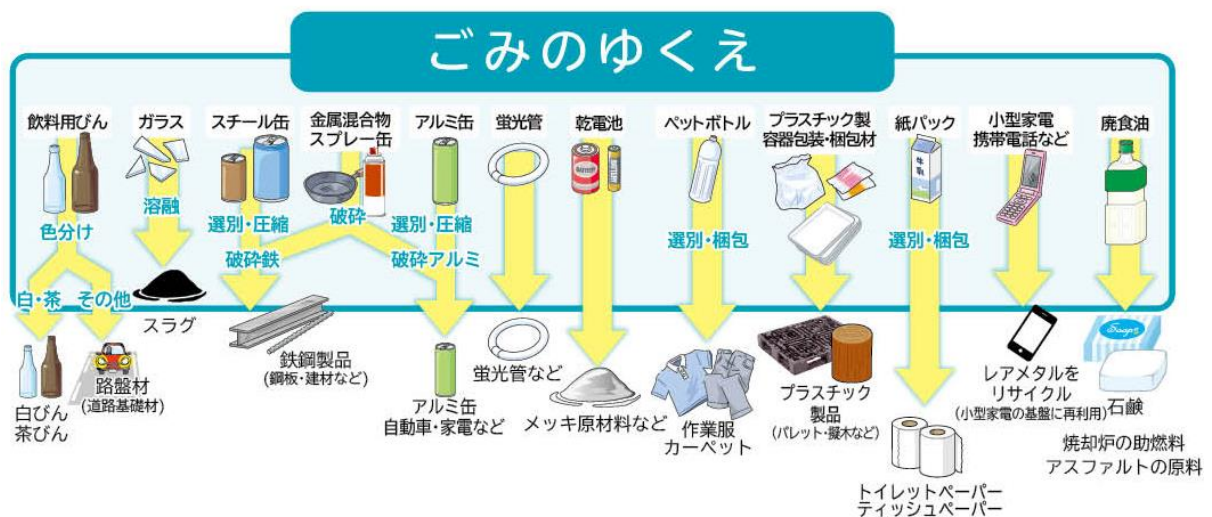 ごみのゆくえ
飲料用びん
ガラス
スチール缶
金属混合物
スプレー缶
アルミ缶
蛍光管
乾電池
ペットボトル
プラスチック製
容器包装・梱包材
紙パック
小型家電
携帯電話など
廃食油
牛乳
色分け
溶融
選別・圧縮
破砕
選別・圧縮
選別・梱包
選別・梱包
破砕鉄
破砕アルミ
白・茶
その他
スラグ
白びん
茶びん
路盤材
(道路基礎材)
鉄鋼製品
(鋼板・建材など)
アルミ缶
自動車・家電など
蛍光管など
メッキ原材料など
作業服
カーペット
プラスチック
製品
(パレット・擬木など)
トイレットペーパー
ティッシュペーパー
レアメタルを
リサイクル
(小型家電の基盤に再利用)
Soap
石鹸
焼却炉の助燃料
アスファルトの原料